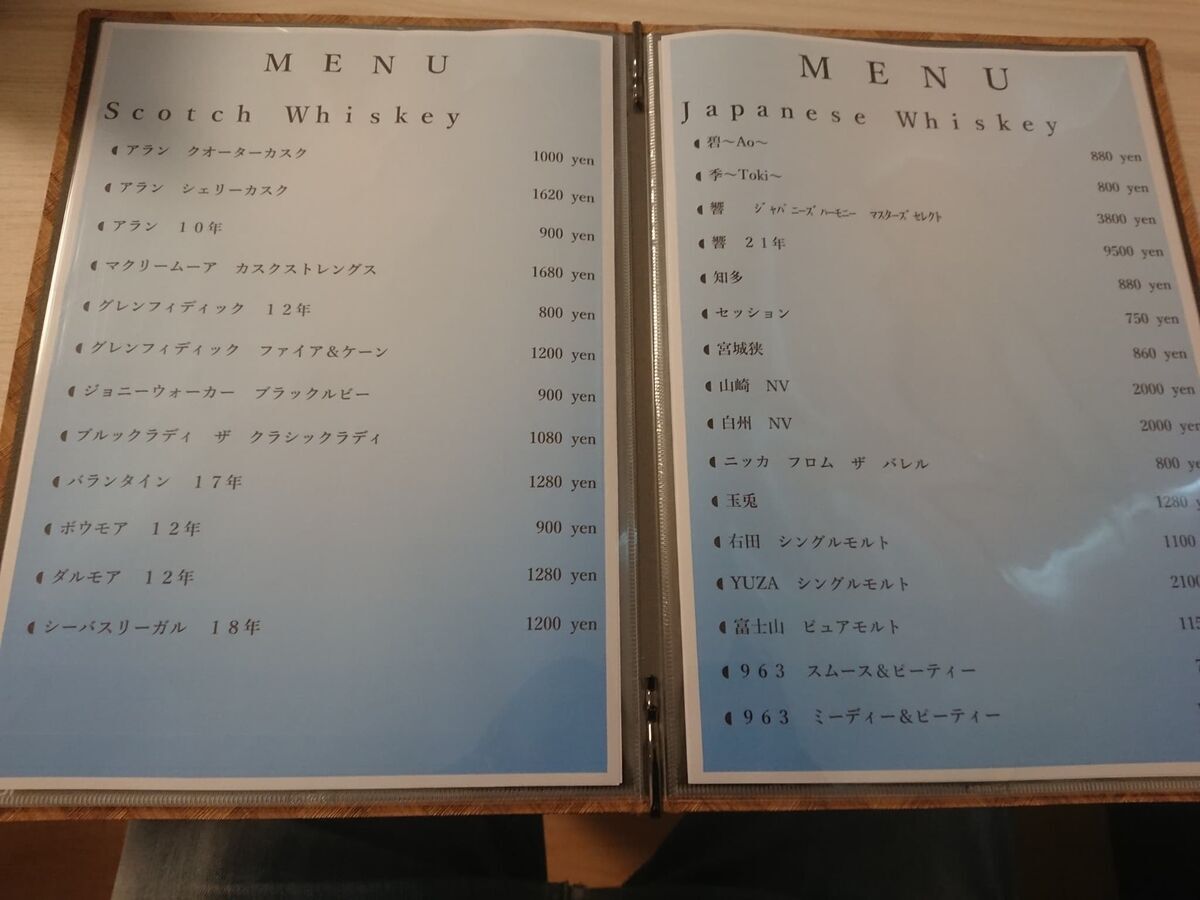 MENU
Scotch Whiskey
アラン クオーターカスク 1000 yen
アラン シェリーカスク 1620 yen
アラン １０年 900 yen
マクリームーア カスクストレングス 1680 yen
グレンフィディック １２年 800 yen
グレンフィディック ファイア＆ケーン 1200 yen
ジョニーウォーカー ブラックルビー 900 yen
ブルックラディ ザ クラシックラディ 1080 yen
バランタイン １７年 1280 yen
ボウモア １２年 900 yen
ダルモア １２年 1280 yen
シーバスリーガル １８年 1200 yen
MENU
Japanese Whiskey
碧～Ao～ 880 yen
季～Toki～ 800 yen
響 ｼﾞｬﾊﾟﾆｰｽﾞﾊｰﾓﾆｰ ﾏｽﾀｰｽﾞｾﾚｸﾄ 3800 yen
響 ２１年 9500 yen
知多 880 yen
セッション 750 yen
宮城狭 860 yen
山崎 NV 2000 yen
白州 NV 2000 yen
ニッカ フロム ザ バレル 800
玉兎 1280
右田 シングルモルト 1100
YUZA シングルモルト
富士山 ピュアモルト
９６３ スムース＆ピーティー
９６３ ミーディー＆ピーティー